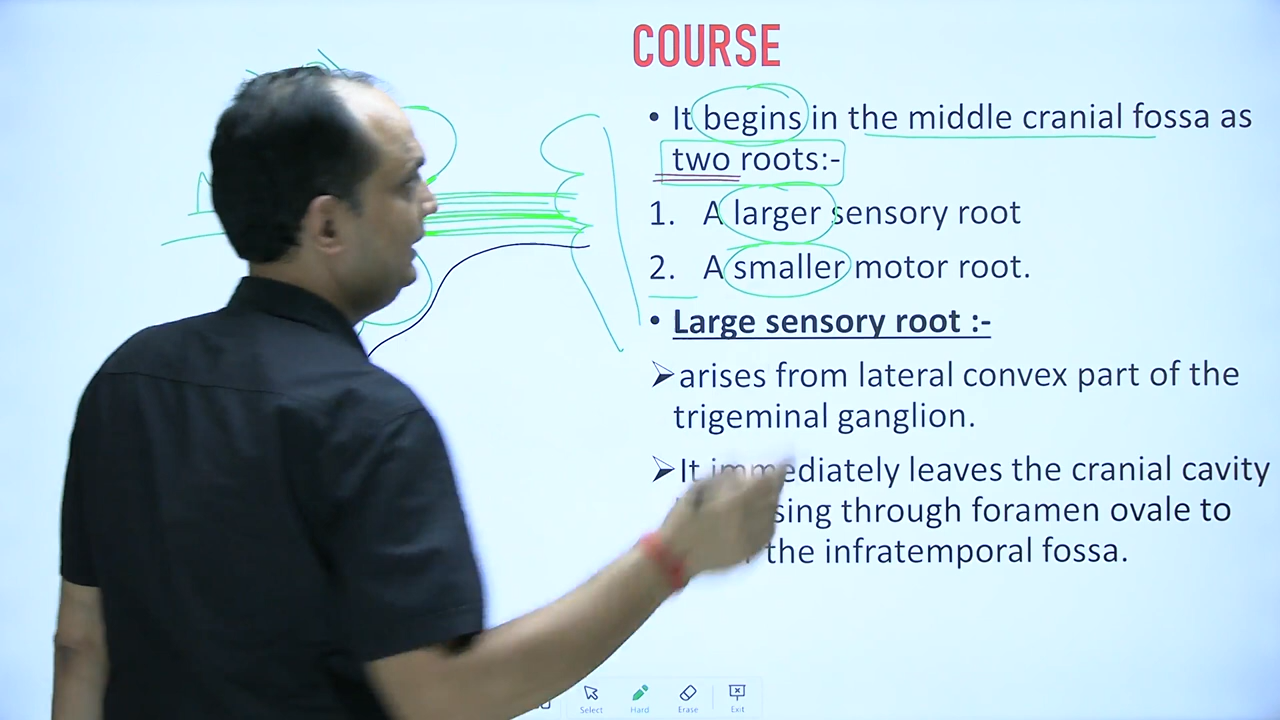 COURSE
• It begins in the middle cranial fossa as
two roots:-
1. A larger sensory root
2. A smaller motor root.
• Large sensory root :-
➢arises from lateral convex part of the
trigeminal ganglion.
➢It immediately leaves the cranial cavity
sing through foramen ovale to
the infratemporal fossa.
Select Hard Erase Exit